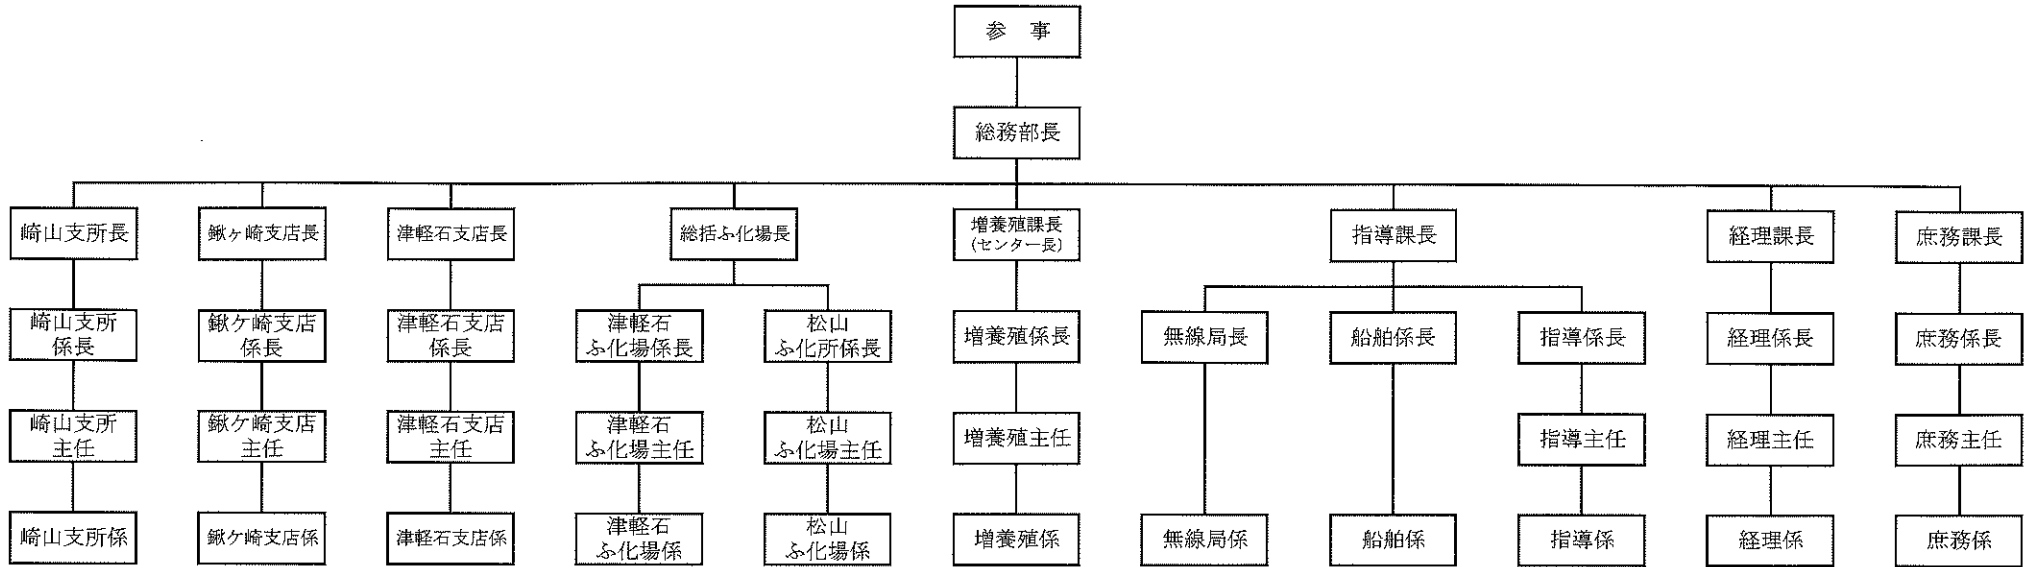 参　事
総務部長
崎山支所長
鍬ヶ崎支店長
津軽石支店長
総括ふ化場長
増養殖課長
(センター長)
指導課長
経理課長
庶務課長
崎山支所
係長
鍬ケ崎支店
係長
津軽石支店
係長
津軽石
ふ化場係長
松山
ふ化所係長
増養殖係長
無線局長
船舶係長
指導係長
経理係長
庶務係長
崎山支所
主任
鍬ケ崎支店
主任
津軽石支店
主任
津軽石
ふ化場主任
松山
ふ化場主任
増養殖主任
指導主任
経理主任
庶務主任
崎山支所係
鍬ケ崎支店係
津軽石支店係
津軽石
ふ化場係
松山
ふ化場係
増養殖係
無線局係
船舶係
指導係
経理係
庶務係